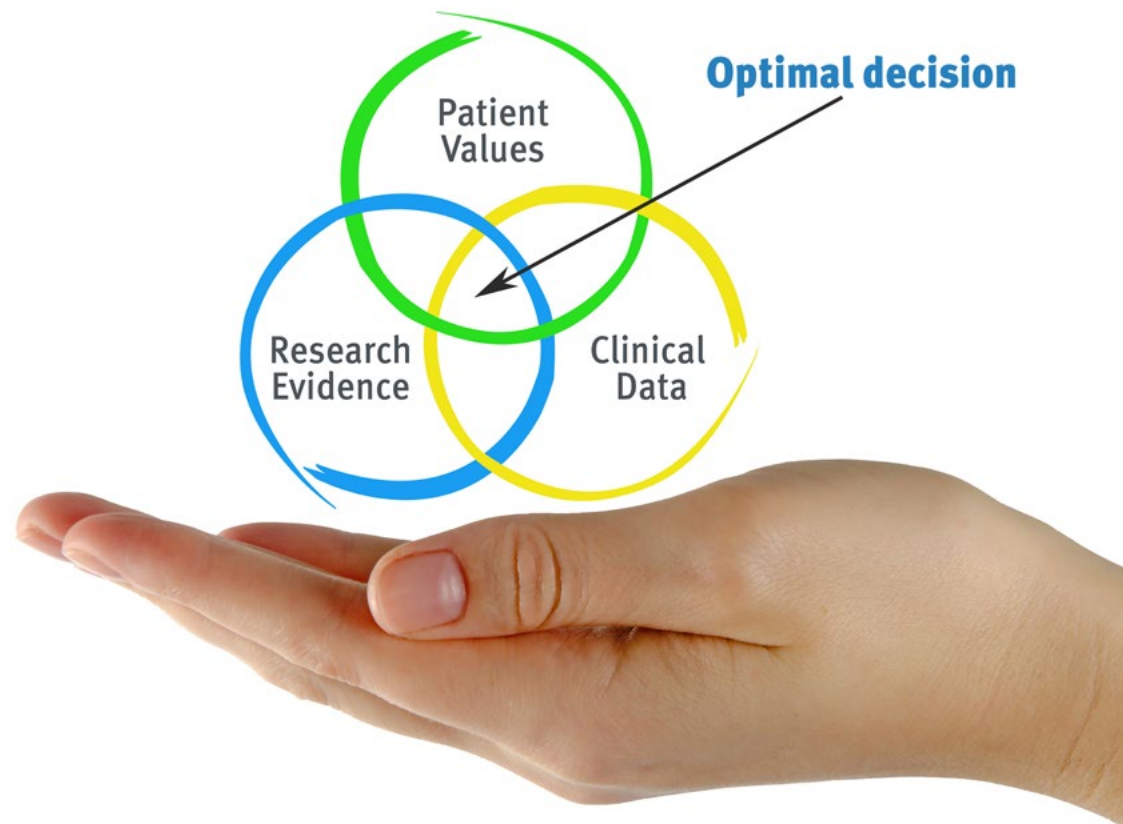 Optimal decision
Patient
Values
Research
Evidence
Clinical
Data